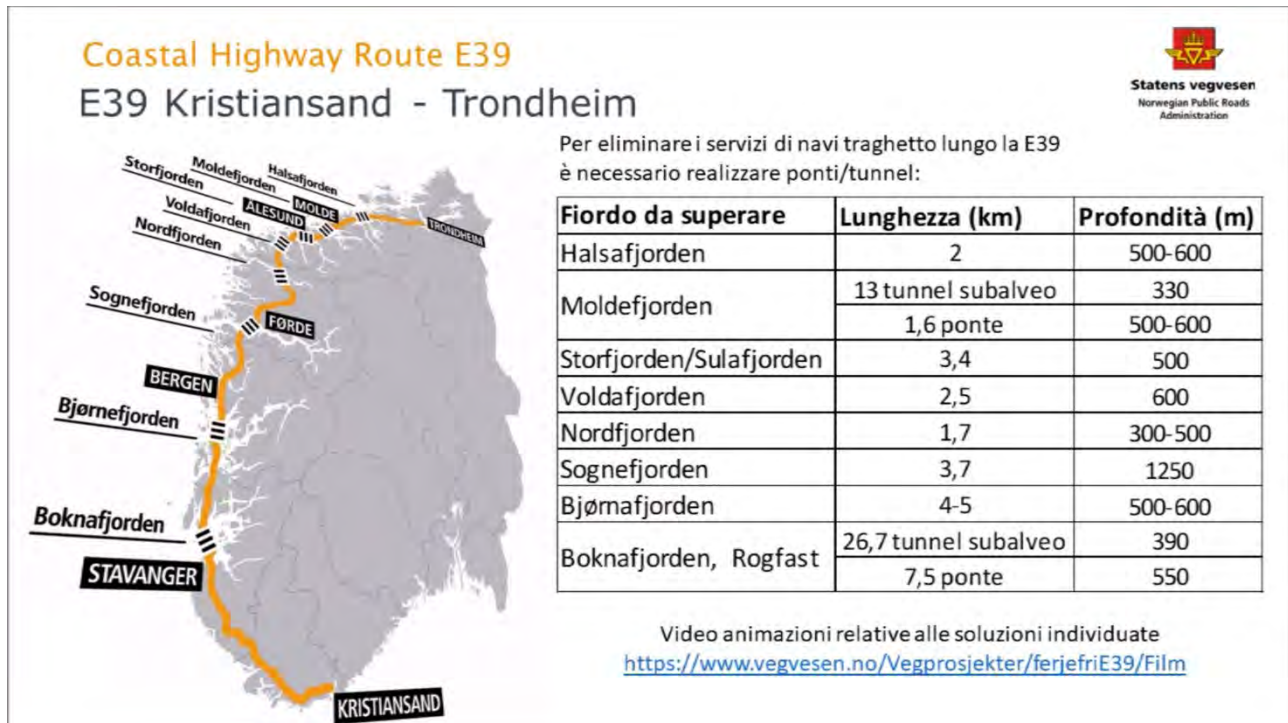 Coastal Highway Route E39
E39 Kristiansand - Trondheim
Statens vegvesen
Norwegian Public Roads
Administration
Halsafjorden
Moldefjorden
Storfjorden
MOLDE
ÅLESUND
Voldafjorden
TRONDHEIM
Nordfjorden
Sognefjorden
FØRDE
BERGEN
Bjørnefjorden
Boknafjorden
STAVANGER
KRISTIANSAND
Per eliminare i servizi di navi traghetto lungo la E39
è necessario realizzare ponti/tunnel:
Fiordo da superare Lunghezza (km) Profondità (m)
Halsafjorden 2 500-600
Moldefjorden 13 tunnel subalveo 330
1,6 ponte 500-600
Storfjorden/Sulafjorden 3,4 500
Voldafjorden 2,5 600
Nordfjorden 1,7 300-500
Sognefjorden 3,7 1250
Bjørnafjorden 4-5 500-600
Boknafjorden, Rogfast 26,7 tunnel subalveo 390
7,5 ponte 550
Video animazioni relative alle soluzioni individuate
https://www.vegvesen.no/Vegprosjekter/ferjefriE39/Film